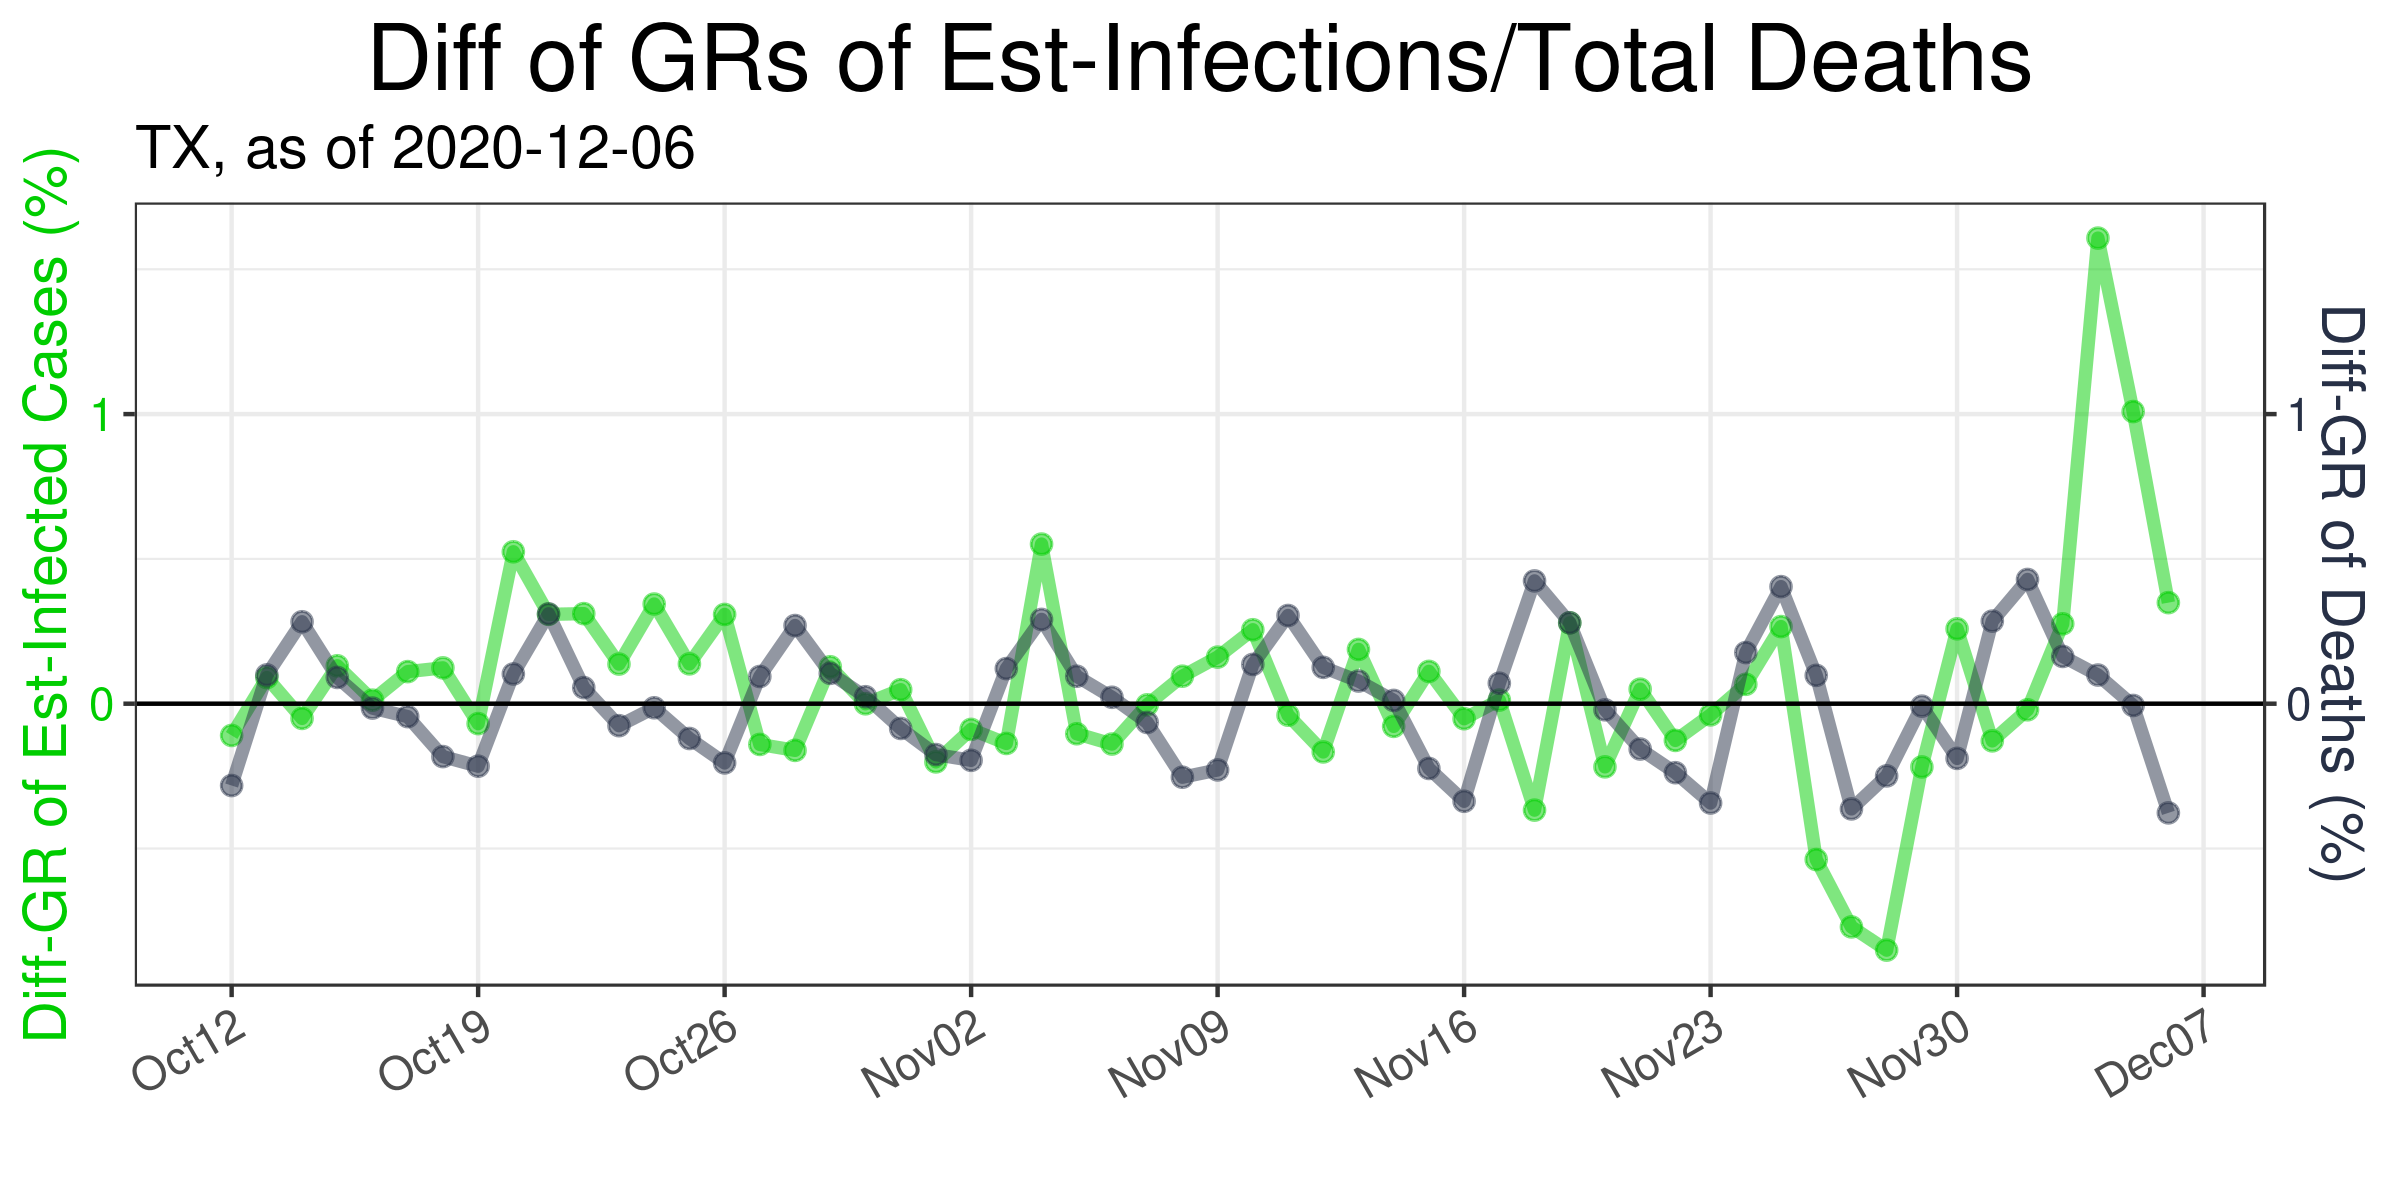 Diff of GRs of Est-Infections/Total Deaths
TX, as of 2020-12-06
Diff-GR of Est-Infected Cases (%)
1
0
1
0
Diff-GR of Deaths (%)
Oct12
Oct19
Oct26
Nov02
Nov09
Nov16
Nov23
Nov30
Dec07